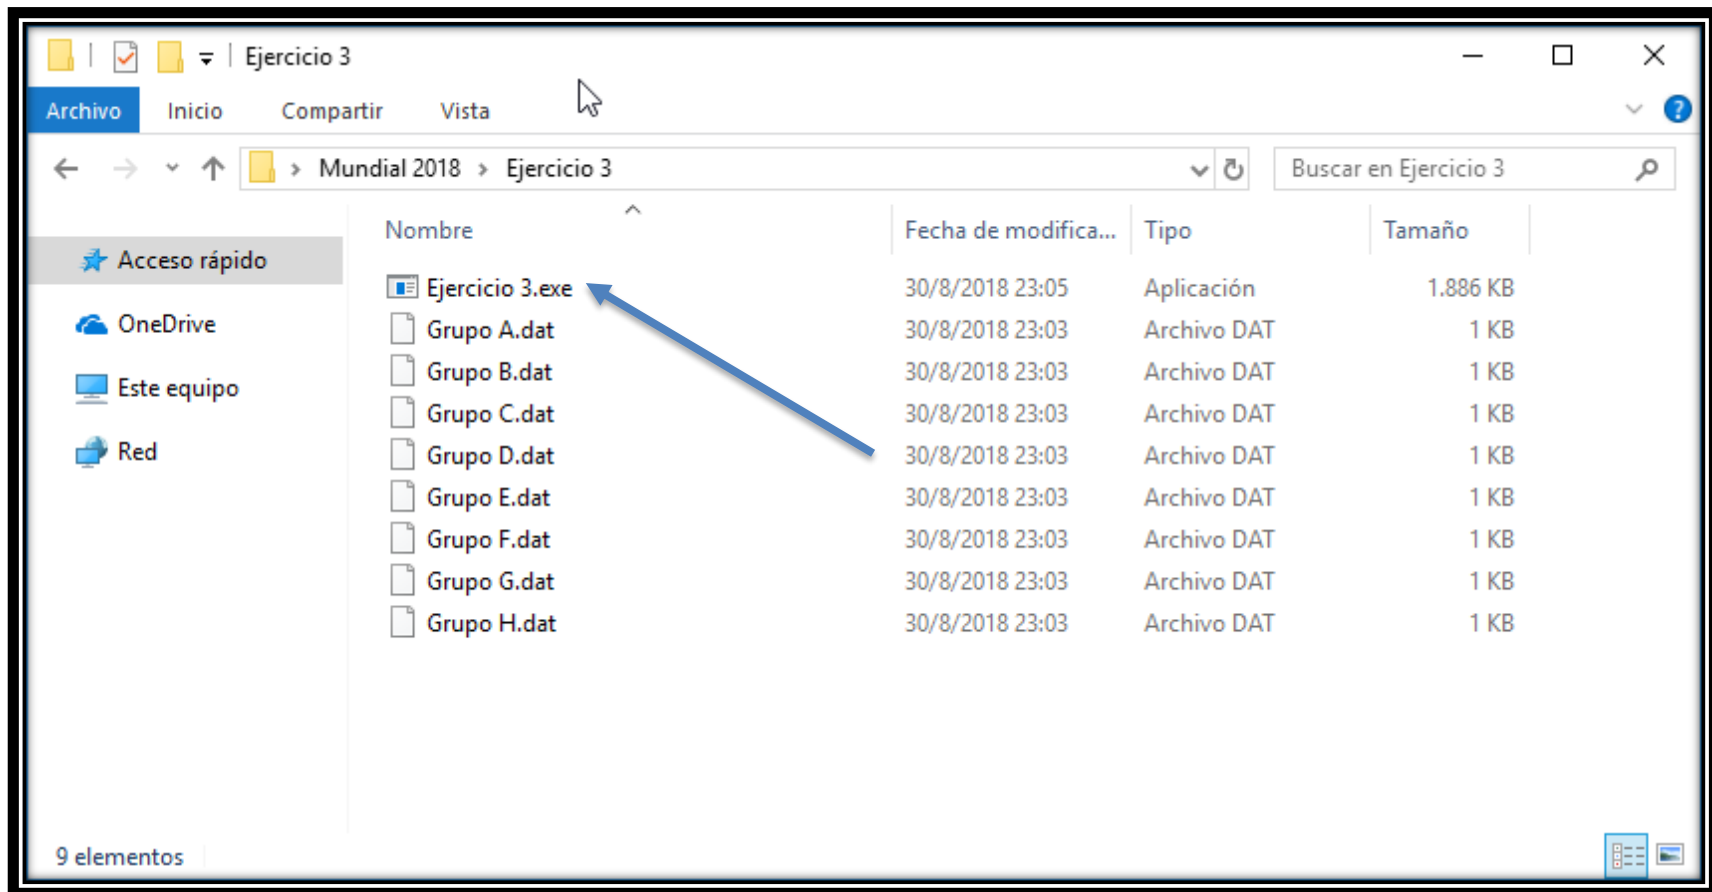 Ejercicio 3
Archivo Inicio Compartir Vista
Mundial 2018 > Ejercicio 3 Buscar en Ejercicio 3
Nombre Fecha de modifica... Tipo Tamaño
Acceso rápido
OneDrive
Este equipo
Red
Ejercicio 3.exe 30/8/2018 23:05 Aplicación 1.886 KB
Grupo A.dat 30/8/2018 23:03 Archivo DAT 1 KB
Grupo B.dat 30/8/2018 23:03 Archivo DAT 1 KB
Grupo C.dat 30/8/2018 23:03 Archivo DAT 1 KB
Grupo D.dat 30/8/2018 23:03 Archivo DAT 1 KB
Grupo E.dat 30/8/2018 23:03 Archivo DAT 1 KB
Grupo F.dat 30/8/2018 23:03 Archivo DAT 1 KB
Grupo G.dat 30/8/2018 23:03 Archivo DAT 1 KB
Grupo H.dat 30/8/2018 23:03 Archivo DAT 1 KB
9 elementos